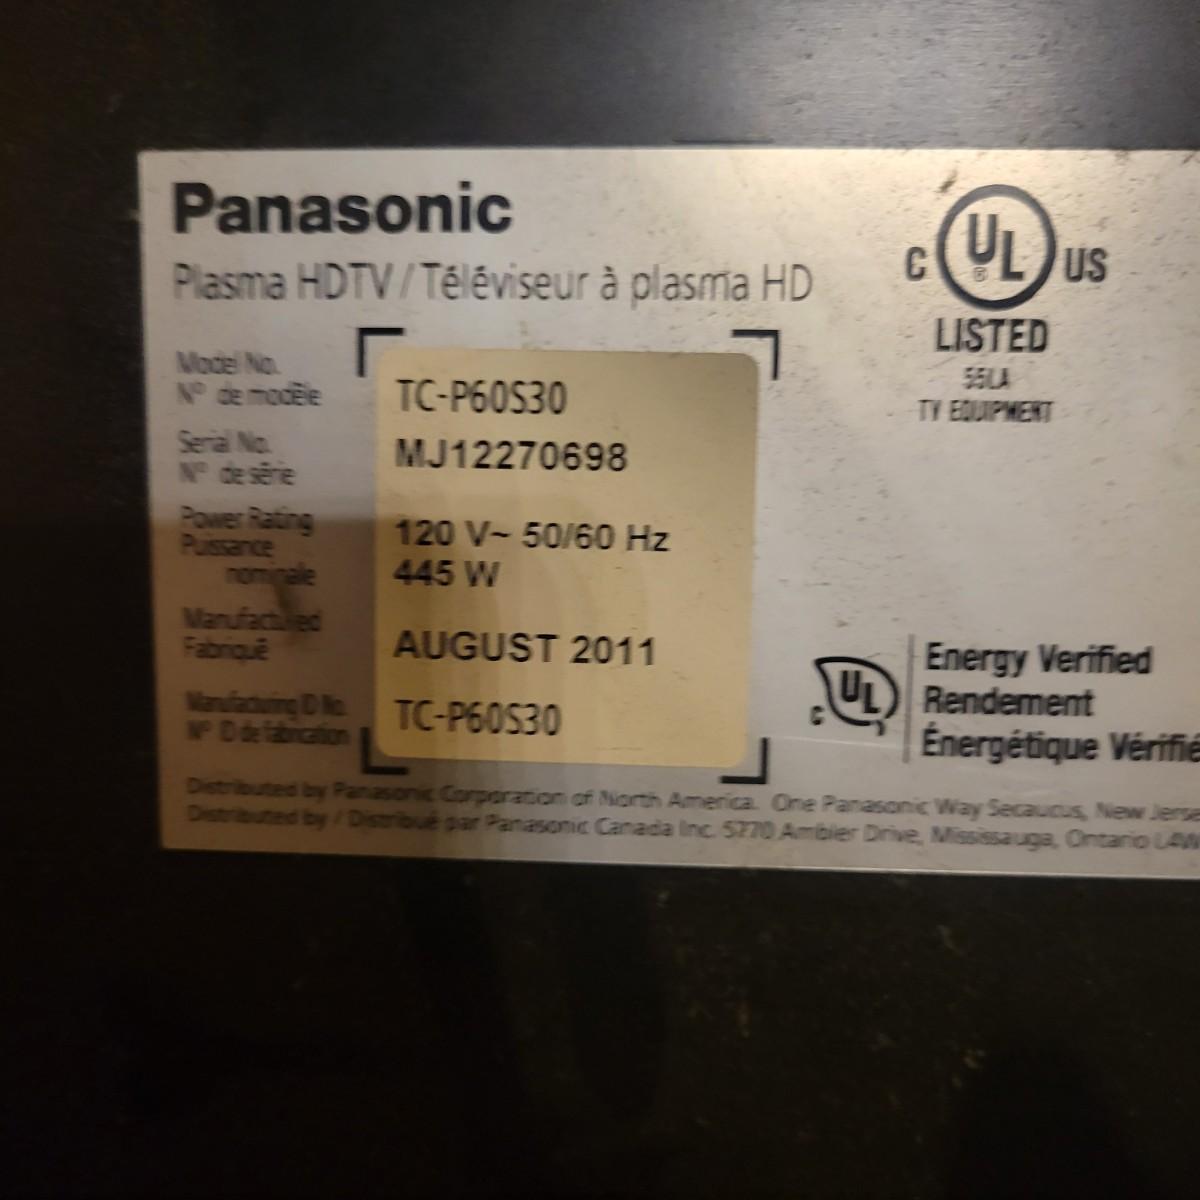 Panasonic
Plasma HDTV / Téléviseur à plasma HD
Model No.
N° de modèle
TC-P60S30
Serial No.
N° de série
MJ12270698
Power Rating
Puissance
nominale
120 V~ 50/60 Hz
445 W
Manufactured
Fabriqué
AUGUST 2011
Manufacturing ID No.
N° ID de fabrication
TC-P60S30
C UL ® US
LISTED
55LA
TV EQUIPMENT
C UL
Energy Verified
Rendement
Énergétique Vérifié
Distributed by Panasonic Corporation of North America. One Panasonic Way Secaucus, New Jerse
Distributed by / Distribué par Panasonic Canada Inc. 5770 Ambler Drive, Mississauga, Ontario L4W